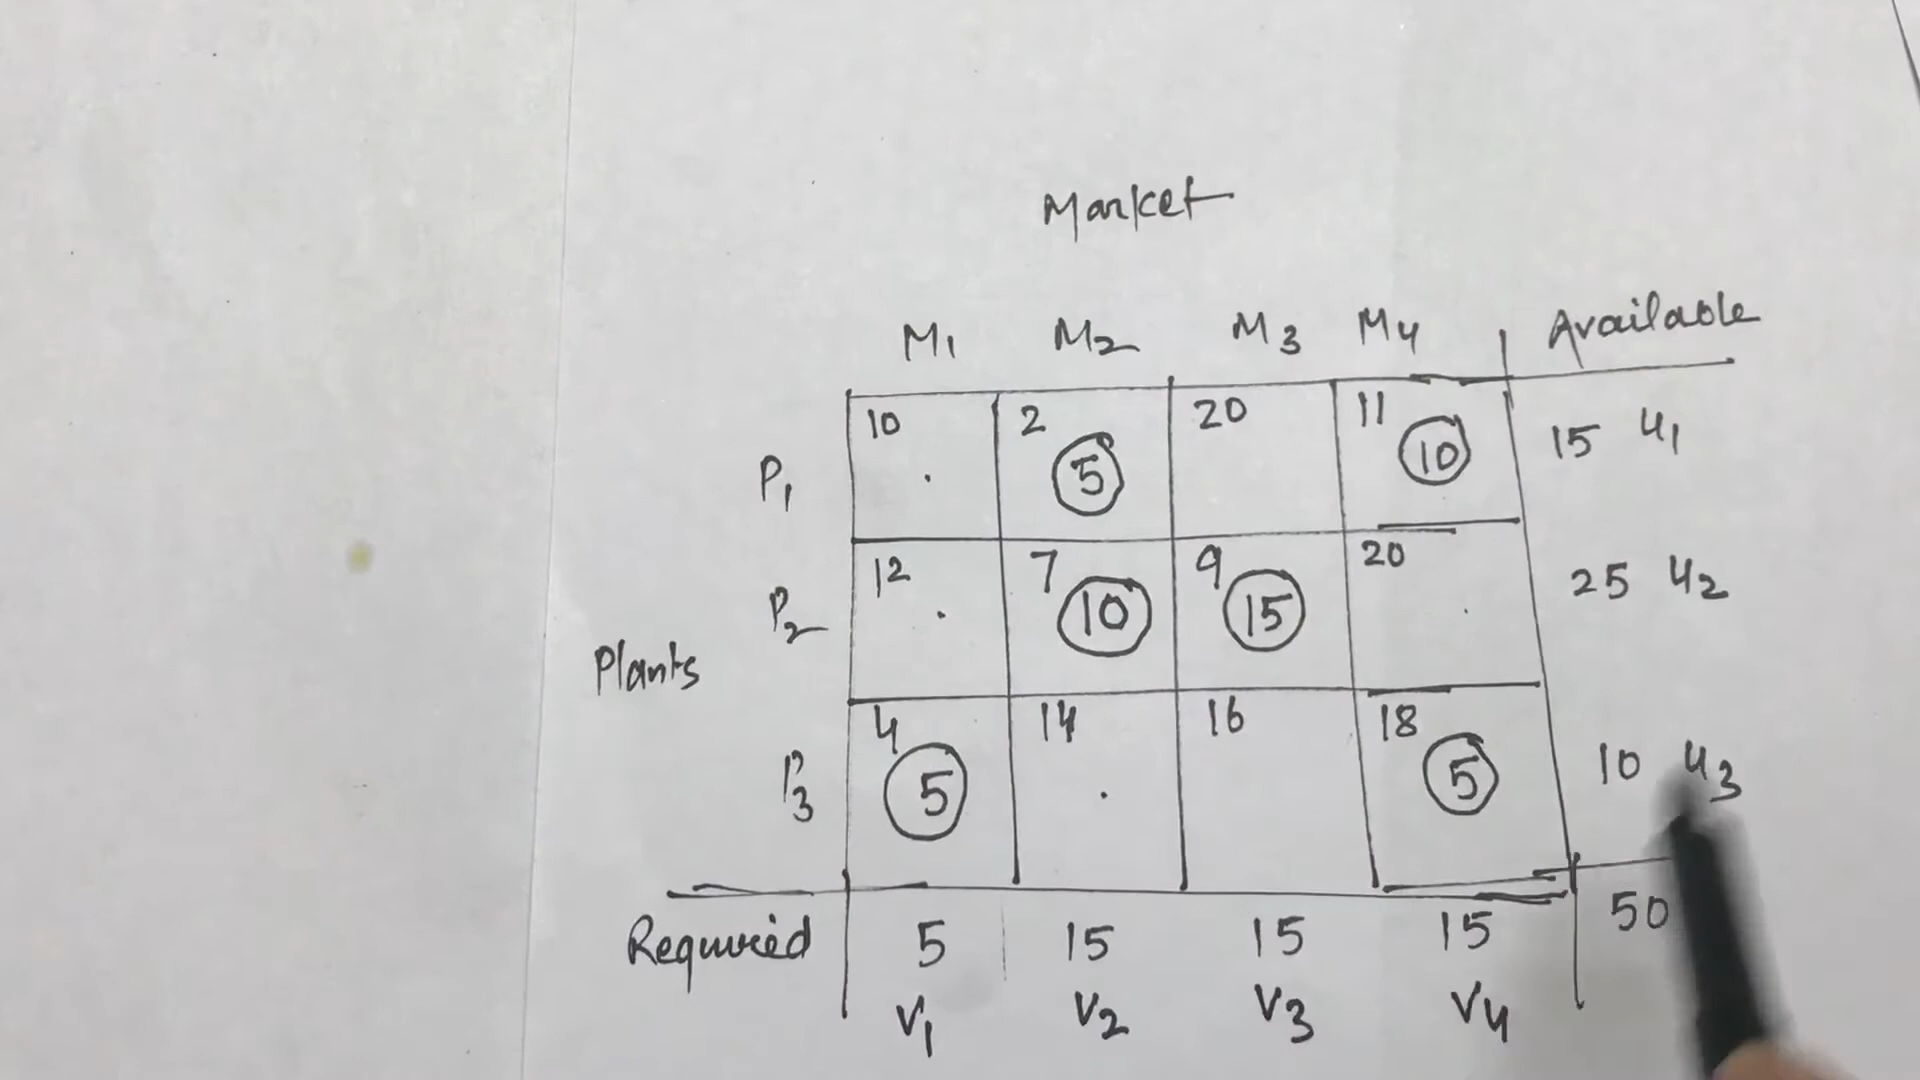 Market
M1 M2 M3 M4 Available
10 2 5 20 11 10 15 u1
P1
12 7 10 9 15 20 25 u2
P2
Plants
4 5 14 16 18 5 10 u3
P3
Required 5 15 15 15 50
V1 V2 V3 V4